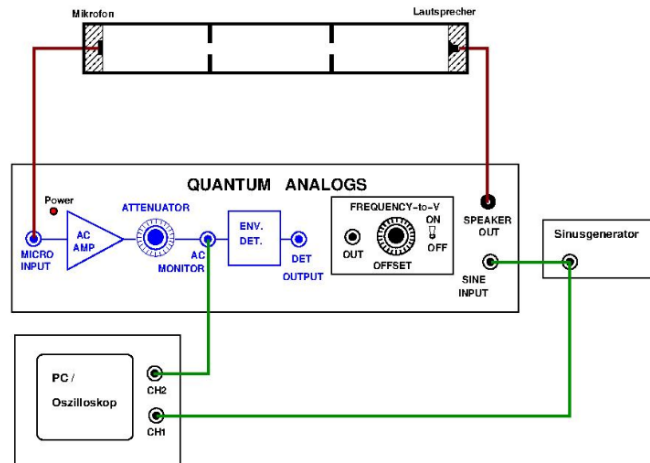 Mikrofon
Lautsprecher
QUANTUM ANALOGS
Power
ATTENUATOR
FREQUENCY-to-V
ON
OFF
AC
AMP
ENV.
DET.
MICRO
INPUT
AC
MONITOR
DET
OUTPUT
OUT
OFFSET
SPEAKER
OUT
SINE
INPUT
Sinusgenerator
PC /
Oszilloskop
CH2
CH1